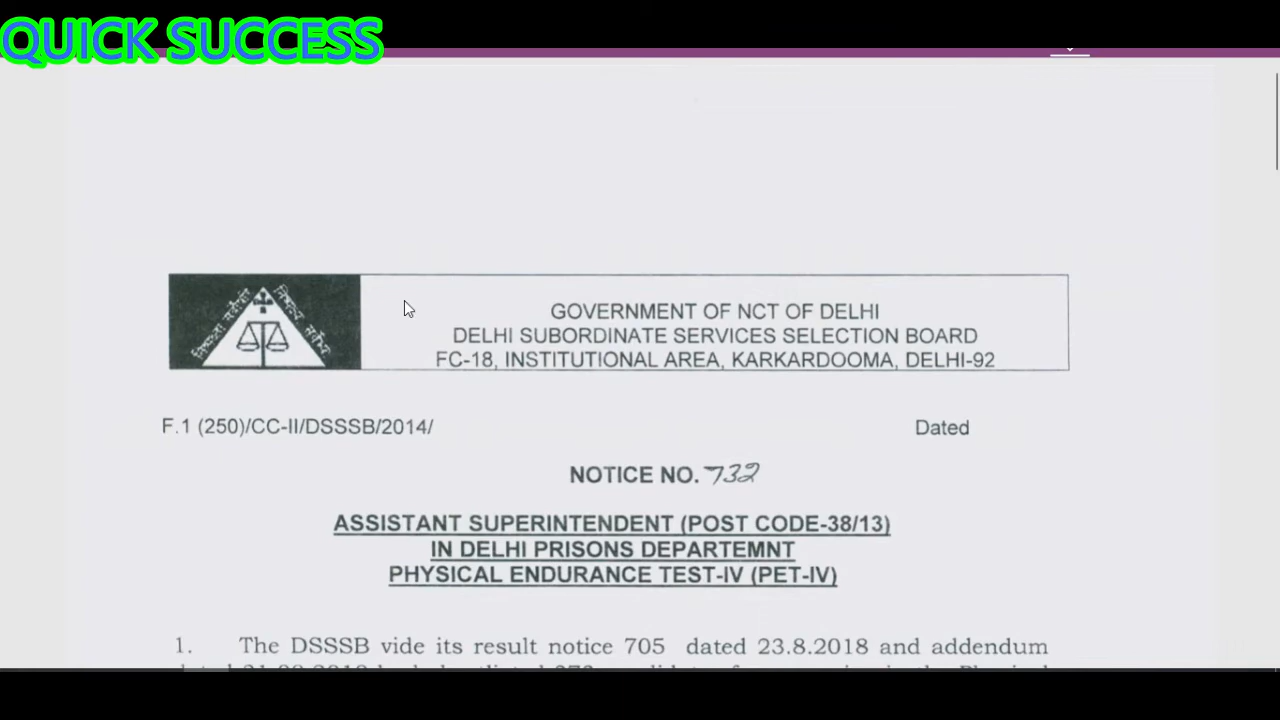 QUICK SUCCESS
GOVERNMENT OF NCT OF DELHI
DELHI SUBORDINATE SERVICES SELECTION BOARD
FC-18, INSTITUTIONAL AREA, KARKARDOOMA, DELHI-92
F.1 (250)/CC-II/DSSSB/2014/ Dated
NOTICE NO. 732
ASSISTANT SUPERINTENDENT (POST CODE-38/13)
IN DELHI PRISONS DEPARTEMNT
PHYSICAL ENDURANCE TEST-IV (PET-IV)
1. The DSSSB vide its result notice 705 dated 23.8.2018 and addendum